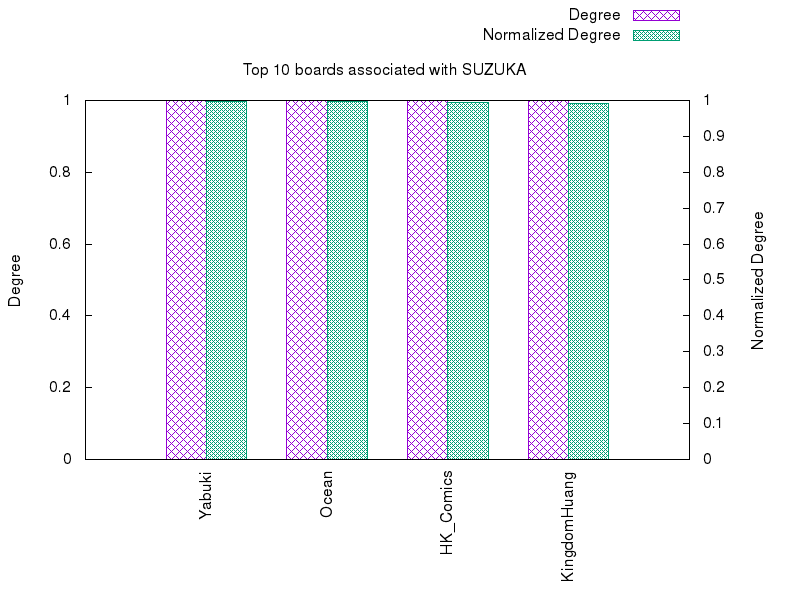 Degree
Normalized Degree
Top 10 boards associated with SUZUKA
1
0.8
0.6
0.4
0.2
0
Degree
1
0.9
0.8
0.7
0.6
0.5
0.4
0.3
0.2
0.1
0
Normalized Degree
Yabuki
Ocean
HK_Comics
KingdomHuang